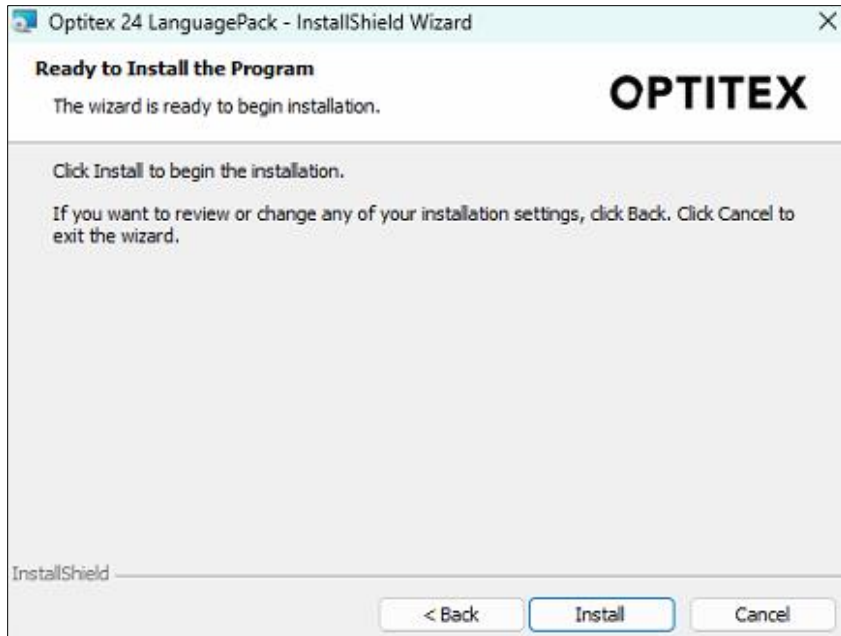 Optitex 24 LanguagePack - InstallShield Wizard
Ready to Install the Program
The wizard is ready to begin installation.
OPTITEX
Click Install to begin the installation.
If you want to review or change any of your installation settings, click Back. Click Cancel to
exit the wizard.
InstallShield
< Back
Install
Cancel